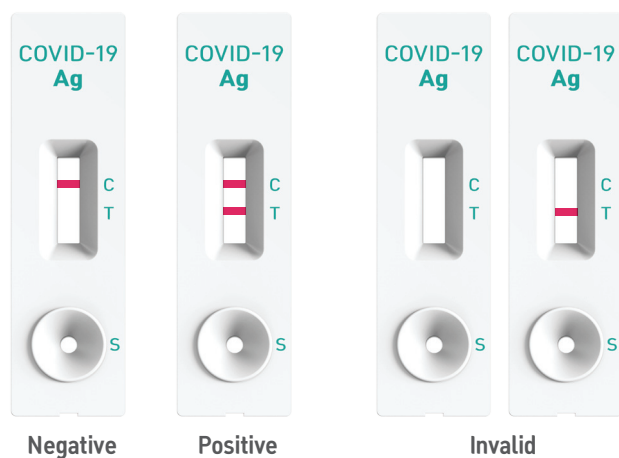 COVID-19
Ag
C
T
S
Negative
COVID-19
Ag
C
T
S
Positive
COVID-19
Ag
C
T
S
COVID-19
Ag
C
T
S
Invalid